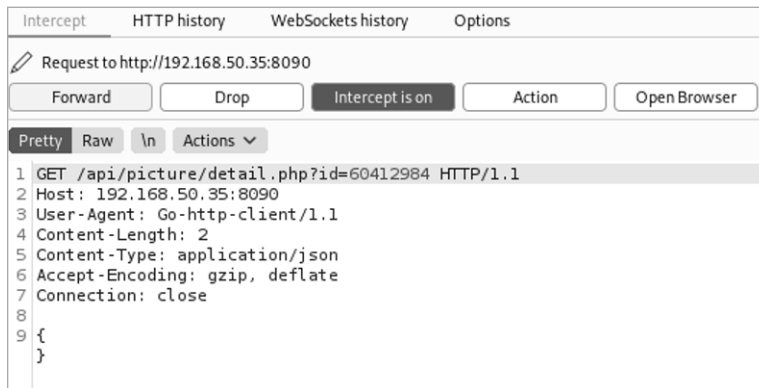 Intercept HTTP history WebSockets history Options
Request to http://192.168.50.35:8090
Forward Drop Intercept is on Action Open Browser
Pretty Raw \n Actions
1 GET /api/picture/detail.php?id=60412984 HTTP/1.1
2 Host: 192.168.50.35:8090
3 User-Agent: Go-http-client/1.1
4 Content-Length: 2
5 Content-Type: application/json
6 Accept-Encoding: gzip, deflate
7 Connection: close
8
9 {
}